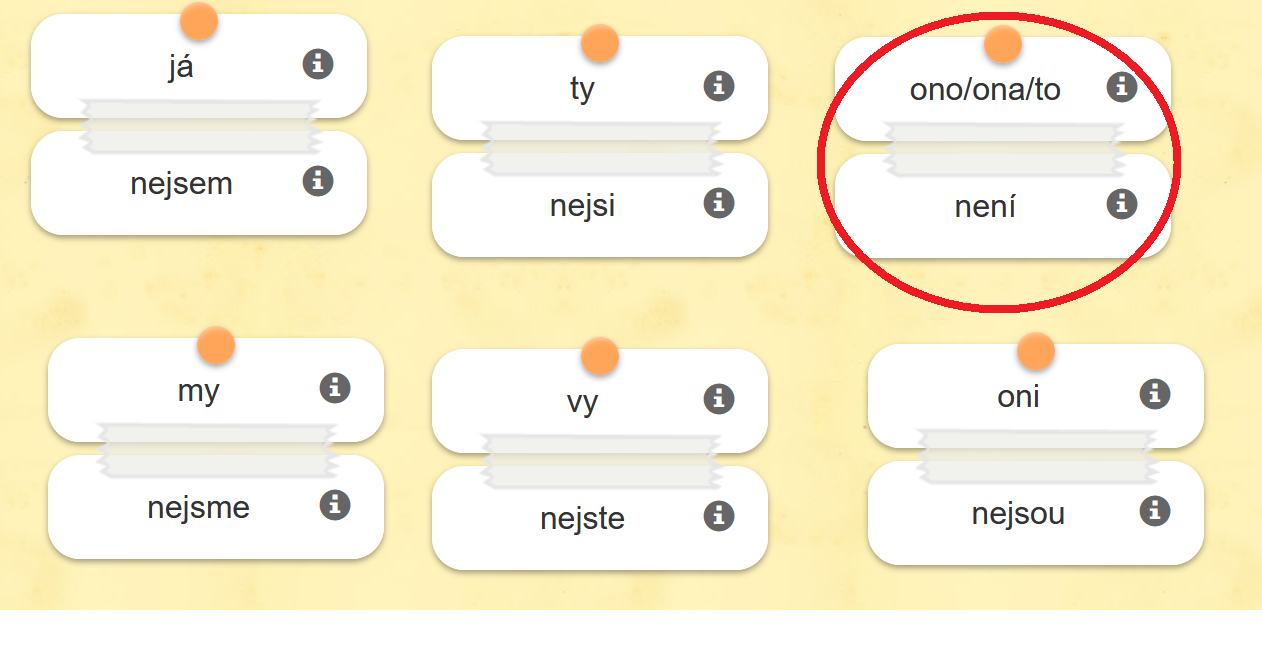 já
nejsem
ty
nejsi
ono/ona/to
není
my
nejsme
vy
nejste
oni
nejsou